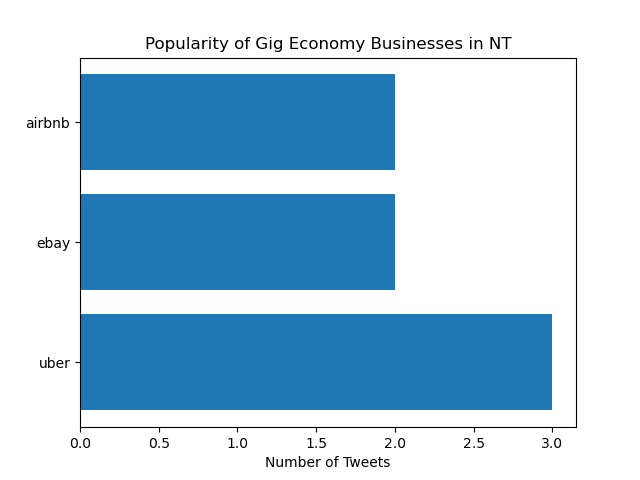 Popularity of Gig Economy Businesses in NT
airbnb
ebay
uber
0.0 0.5 1.0 1.5 2.0 2.5 3.0
Number of Tweets